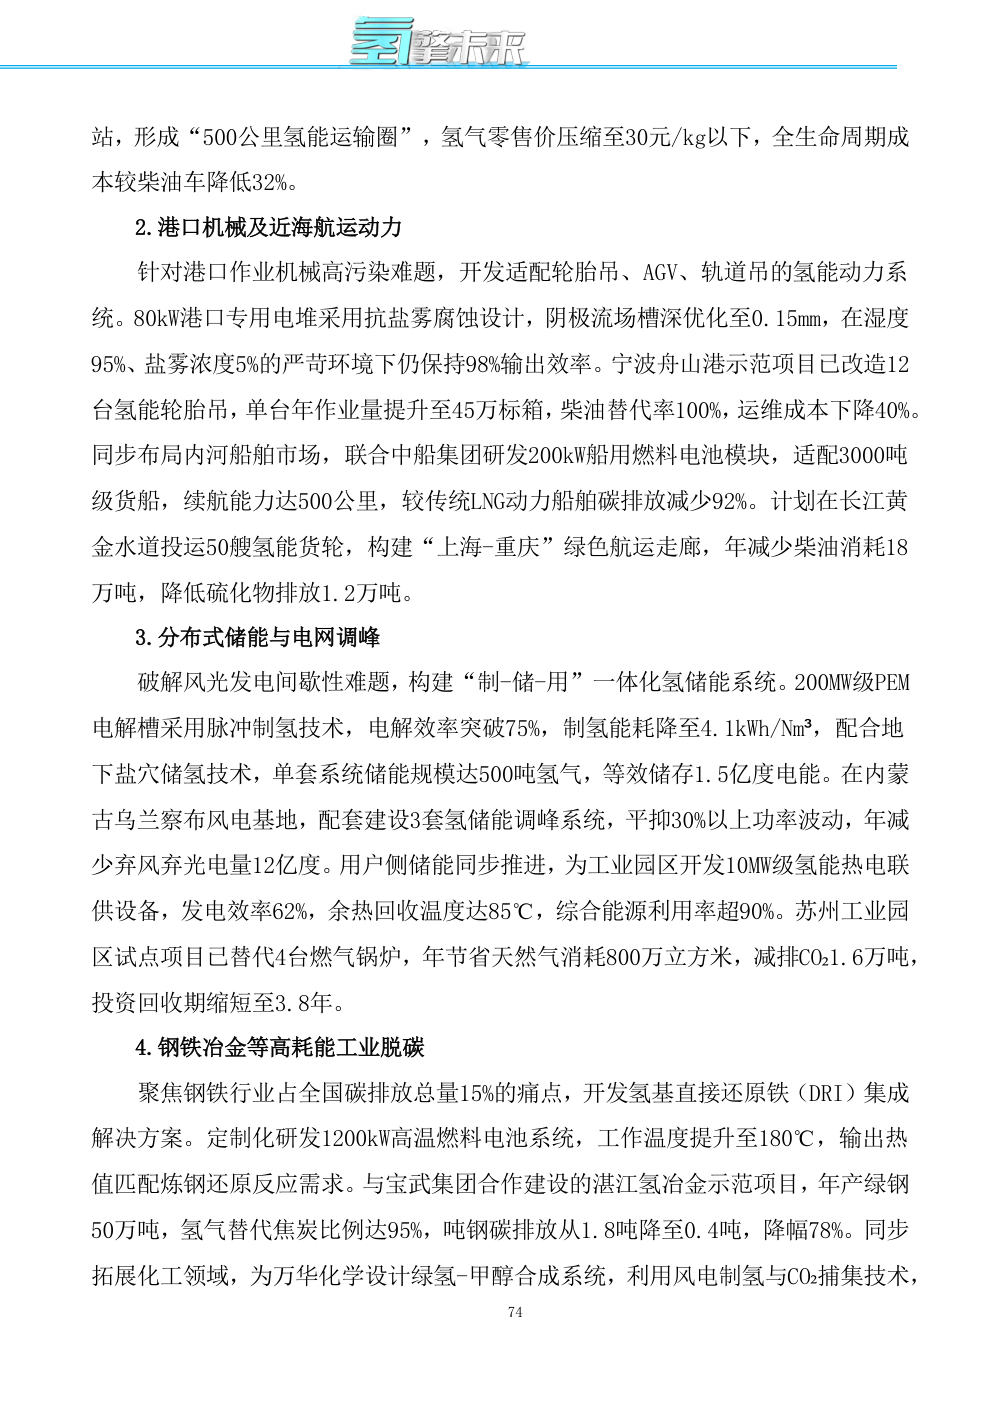 氢擎未来
站，形成“500公里氢能运输圈”，氢气零售价压缩至30元/kg以下，全生命周期成
本较柴油车降低32%。
2.港口机械及近海航运动力
针对港口作业机械高污染难题，开发适配轮胎吊、AGV、轨道吊的氢能动力系
统。80kW港口专用电堆采用抗盐雾腐蚀设计，阴极流场槽深优化至0.15mm，在湿度
95%、盐雾浓度5%的严苛环境下仍保持98%输出效率。宁波舟山港示范项目已改造12
台氢能轮胎吊，单台年作业量提升至45万标箱，柴油替代率100%，运维成本下降40%。
同步布局内河船舶市场，联合中船集团研发200kW船用燃料电池模块，适配3000吨
级货船，续航能力达500公里，较传统LNG动力船舶碳排放减少92%。计划在长江黄
金水道投运50艘氢能货轮，构建“上海-重庆”绿色航运走廊，年减少柴油消耗18
万吨，降低硫化物排放1.2万吨。
3.分布式储能与电网调峰
破解风光发电间歇性难题，构建“制-储-用”一体化氢储能系统。200MW级PEM
电解槽采用脉冲制氢技术，电解效率突破75%，制氢能耗降至4.1kWh/Nm³，配合地
下盐穴储氢技术，单套系统储能规模达500吨氢气，等效储存1.5亿度电能。在内蒙
古乌兰察布风电基地，配套建设3套氢储能调峰系统，平抑30%以上功率波动，年减
少弃风弃光电量12亿度。用户侧储能同步推进，为工业园区开发10MW级氢能热电联
供设备，发电效率62%，余热回收温度达85℃，综合能源利用率超90%。苏州工业园
区试点项目已替代4台燃气锅炉，年节省天然气消耗800万立方米，减排CO₂1.6万吨，
投资回收期缩短至3.8年。
4.钢铁冶金等高耗能工业脱碳
聚焦钢铁行业占全国碳排放总量15%的痛点，开发氢基直接还原铁（DRI）集成
解决方案。定制化研发1200kW高温燃料电池系统，工作温度提升至180℃，输出热
值匹配炼钢还原反应需求。与宝武集团合作建设的湛江氢冶金示范项目，年产绿钢
50万吨，氢气替代焦炭比例达95%，吨钢碳排放从1.8吨降至0.4吨，降幅78%。同步
拓展化工领域，为万华化学设计绿氢-甲醇合成系统，利用风电制氢与CO₂捕集技术，
74